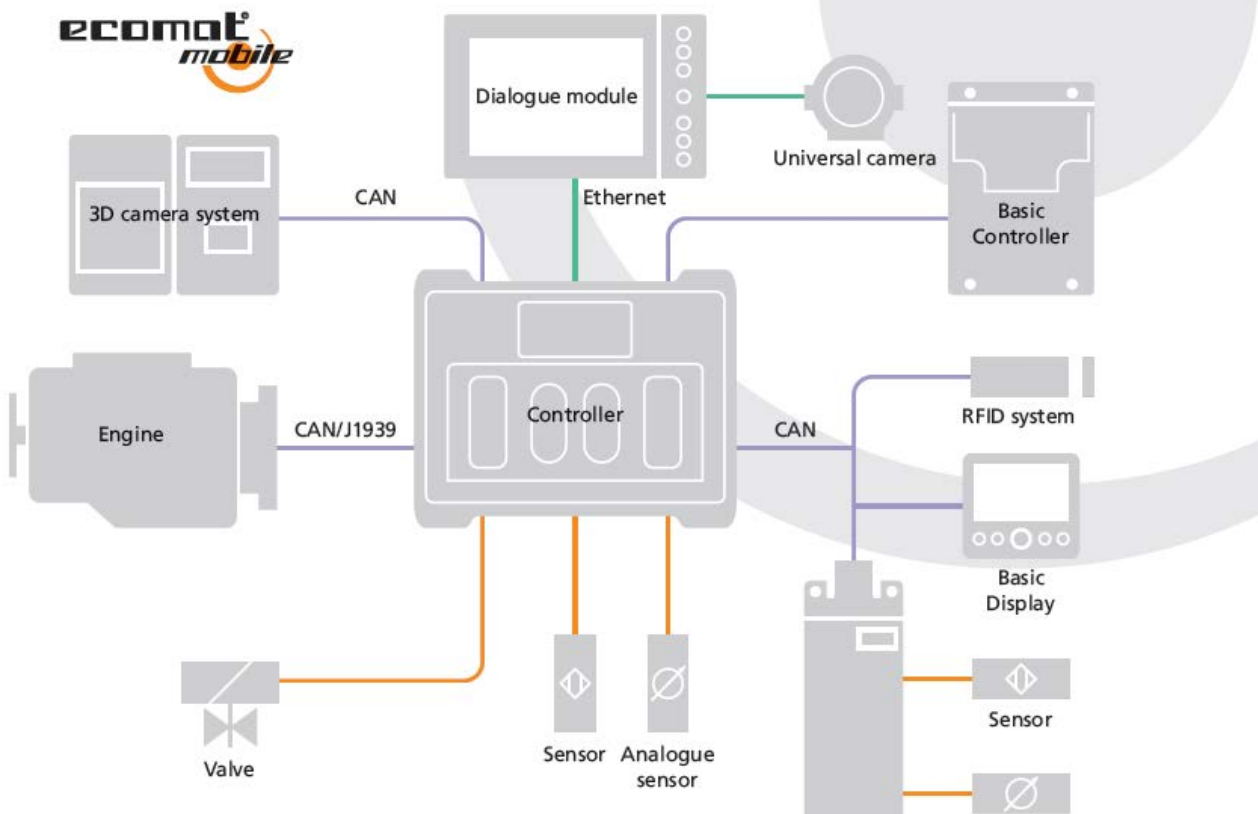 ecomat
mobile
Dialogue module
Universal camera
CAN
Ethernet
3D camera system
Basic
Controller
Engine
CAN/J1939
Controller
CAN
RFID system
Basic
Display
Valve
Sensor
Analogue
sensor
Sensor